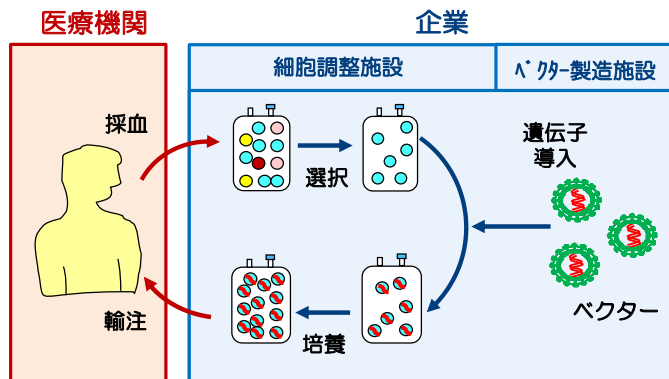 医療機関
企業
細胞調整施設
ベクター製造施設
採血
選択
遺伝子
導入
ベクター
輸注
培養